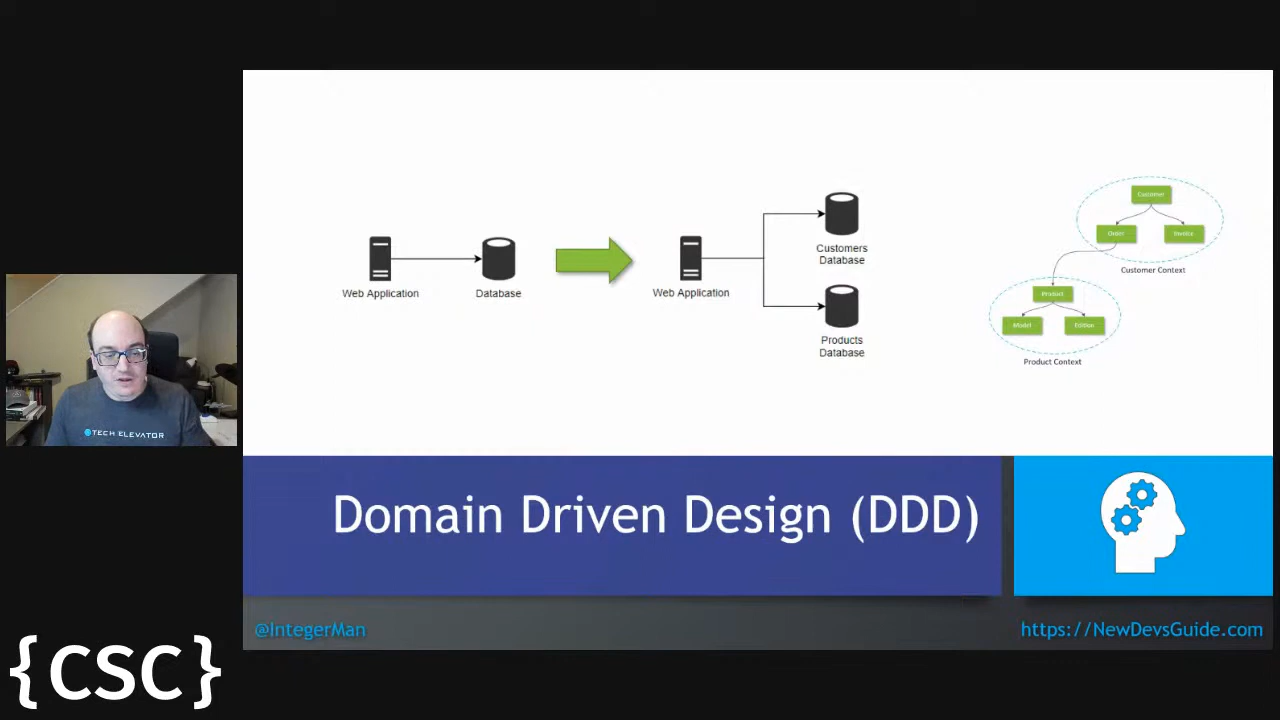 Customer
Order
Invoice
Customer Context
Product
Model
Edition
Product Context
Web Application
Database
Web Application
Customers
Database
Products
Database
TECH ELEVATOR
Domain Driven Design (DDD)
@IntegerMan
https://NewDevsGuide.com
{CSC}